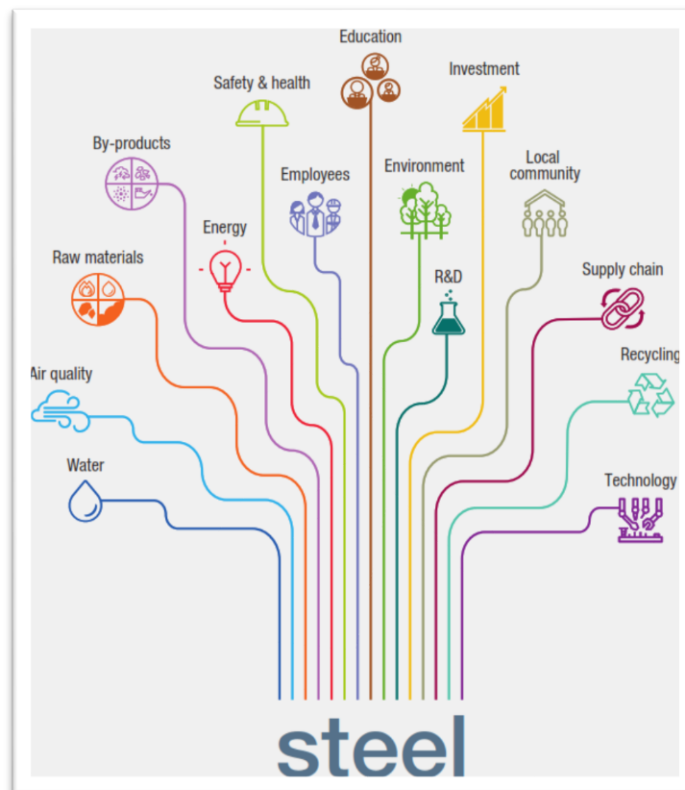 Education
Investment
Safety & health
By-products
Employees
Environment
Local
community
Energy
Raw materials
R&D
Supply chain
Air quality
Recycling
Water
Technology
steel